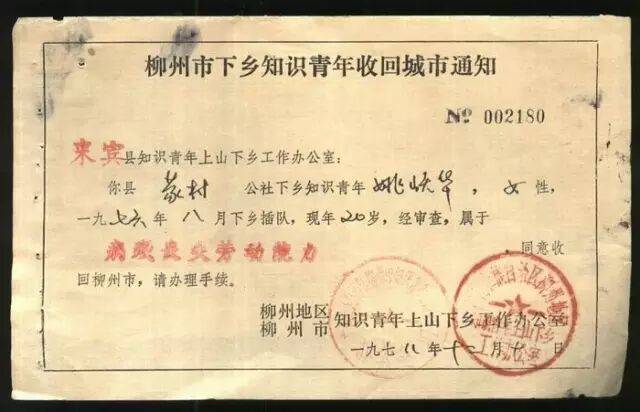 柳州市下乡知识青年收回城市通知
№ 002180
来宾县知识青年上山下乡工作办公室:
你县 蒙村 公社下乡知识青年 姚 华,女性,
一九七六年八月下乡插队,现年20岁,经审查,属于
病残丧失劳动能力 ,同意收
回柳州市,请办理手续。
柳州地区
柳州市 知识青年上山下乡工作办公室
一九七八年十二月 日